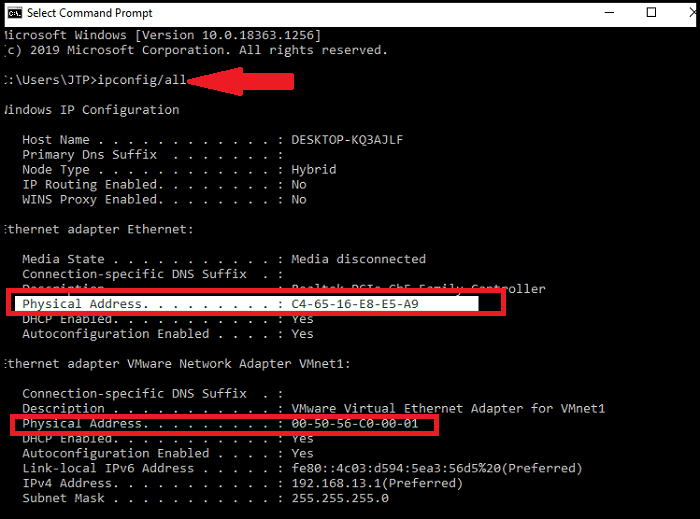 Select Command Prompt
Microsoft Windows [Version 10.0.18363.1256]
(c) 2019 Microsoft Corporation. All rights reserved.
C:\Users\JTP>ipconfig/all
Windows IP Configuration
Host Name . . . . . . . . . . . . : DESKTOP-KQ3AJLF
Primary Dns Suffix  . . . . . . . :
Node Type . . . . . . . . . . . . : Hybrid
IP Routing Enabled. . . . . . . . : No
WINS Proxy Enabled. . . . . . . . : No
Ethernet adapter Ethernet:
Media State . . . . . . . . . . . : Media disconnected
Connection-specific DNS Suffix  . :
Description . . . . . . . . . . . : Realtek PCIe GbE Family Controller
Physical Address. . . . . . . . . : C4-65-16-E8-E5-A9
DHCP Enabled. . . . . . . . . . . : Yes
Autoconfiguration Enabled . . . . : Yes
Ethernet adapter VMware Network Adapter VMnet1:
Connection-specific DNS Suffix  . :
Description . . . . . . . . . . . : VMware Virtual Ethernet Adapter for VMnet1
Physical Address. . . . . . . . . : 00-50-56-C0-00-01
DHCP Enabled. . . . . . . . . . . : Yes
Autoconfiguration Enabled . . . . : Yes
Link-local IPv6 Address . . . . . : fe80::4c03:d594:5ea3:56d5%20(Preferred)
IPv4 Address. . . . . . . . . . . : 192.168.13.1(Preferred)
Subnet Mask . . . . . . . . . . . : 255.255.255.0